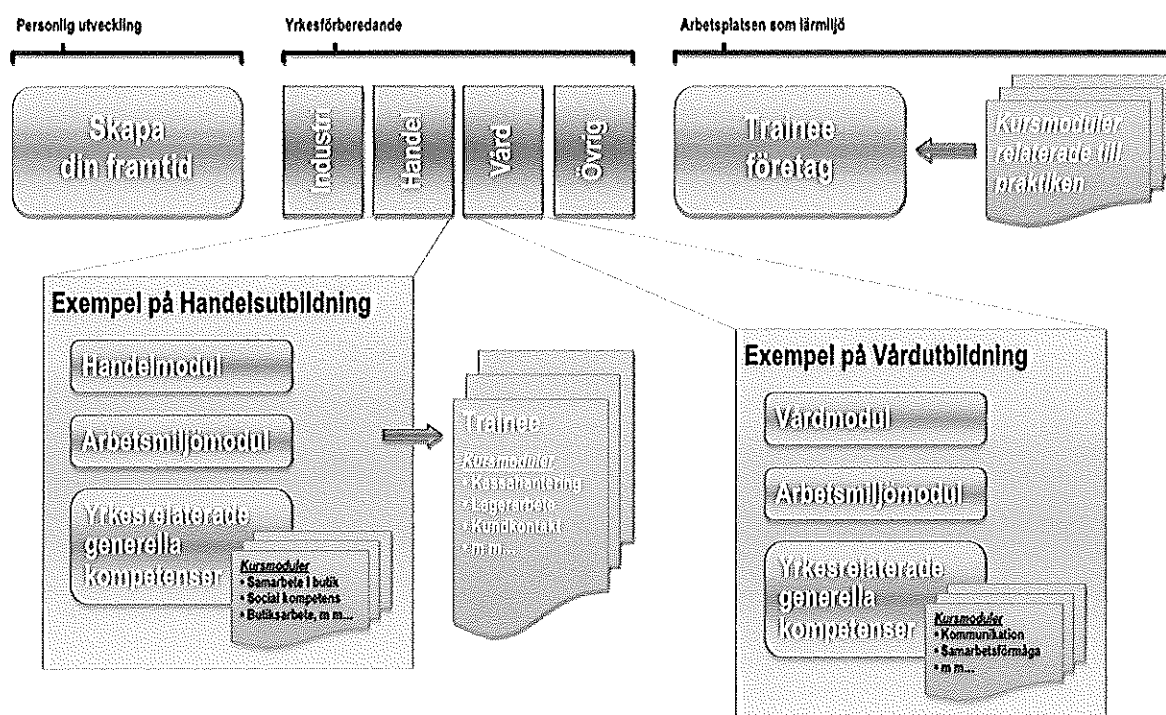 Personlig utveckling
Yrkesförberedande
Arbetsplatsen som lärmiljö
Skapa
din framtid
Industri
Handel
Vård
Övrig
Trainee
företag
Kursmoduler
relaterade till
praktiken
Exempel på Handelsutbildning
Handelmodul
Arbetsmiljömodul
Yrkesrelaterade
generella
kompetenser
Kursmoduler
• Samarbete i butik
• Social kompetens
• Butiksarbete, m m...
Trainee
Kursmoduler
• Kassahantering
• Lagerarbete
• Kundkontakt
• m m...
Exempel på Vårdutbildning
Vårdmodul
Arbetsmiljömodul
Yrkesrelaterade
generella
kompetenser
Kursmoduler
• Kommunikation
• Samarbetsförmåga
• m m...